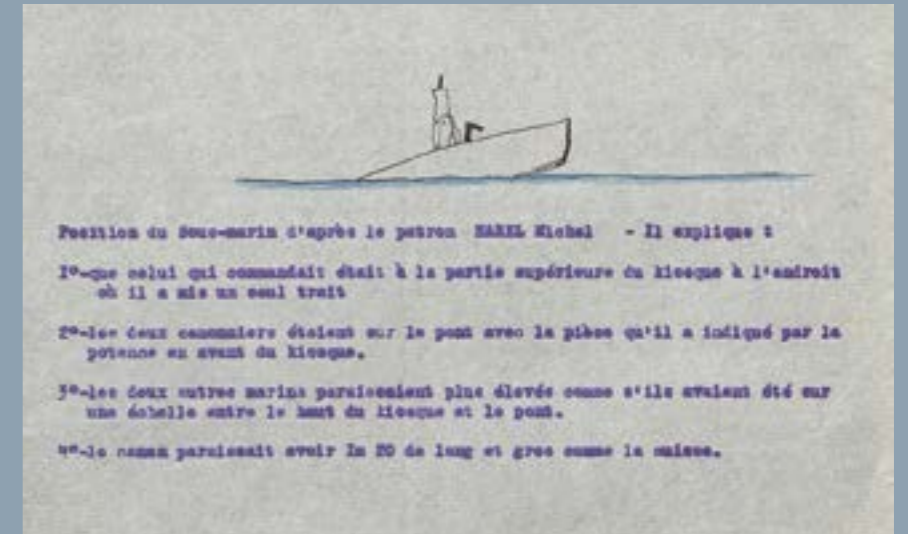 Position du Sous-marin d'après le patron HAREL Michel - Il explique :
1°-que celui qui commandait était à la partie supérieure du kiosque à l'endroit
où il a mis un seul trait
2°-les deux canonniers étaient sur le pont avec la pièce qu'il a indiqué par la
potence en avant du kiosque.
3°-les deux autres marins paraissaient plus élevés comme s'ils avaient été sur
une échelle entre le haut du kiosque et le pont.
4°-le canon paraissait avoir Im 20 de long et gros comme la